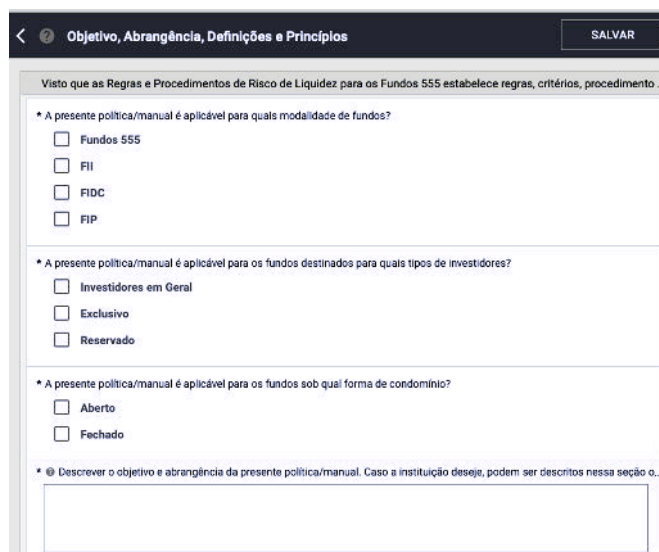 Objetivo, Abrangência, Definições e Princípios
SALVAR
Visto que as Regras e Procedimentos de Risco de Liquidez para os Fundos 555 estabelece regras, critérios, procedimento .
* A presente política/manual é aplicável para quais modalidade de fundos?
Fundos 555
FII
FIDC
FIP
* A presente política/manual é aplicável para os fundos destinados para quais tipos de investidores?
Investidores em Geral
Exclusivo
Reservado
* A presente política/manual é aplicável para os fundos sob qual forma de condomínio?
Aberto
Fechado
* Descrever o objetivo e abrangência da presente política/manual. Caso a instituição deseje, podem ser descritos nessa seção o...